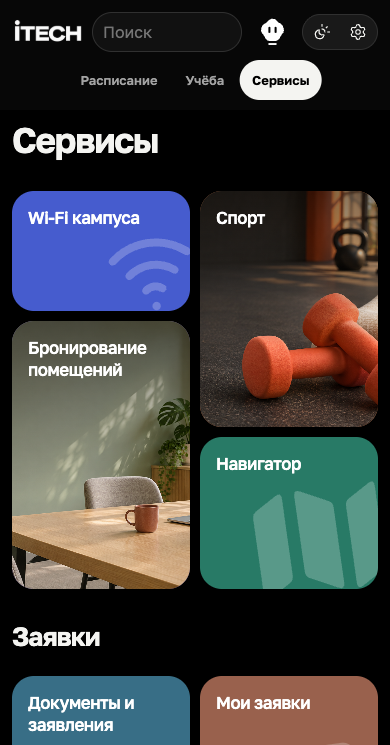 iTECH
Поиск
Расписание
Учёба
Сервисы
Сервисы
Wi-Fi кампуса
Спорт
Бронирование
помещений
Навигатор
Заявки
Документы и
заявления
Мои заявки